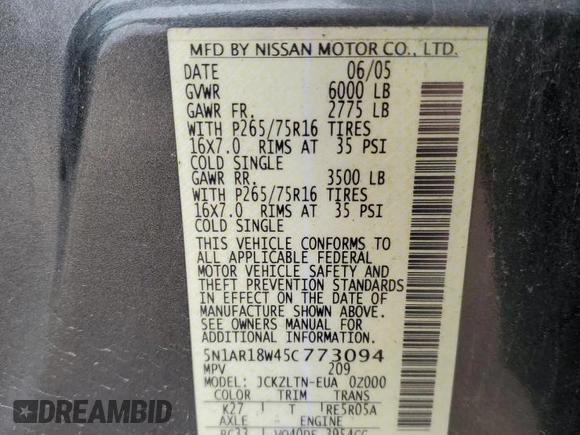 MFD BY NISSAN MOTOR CO., LTD.
DATE 06/05
GVWR 6000 LB
GAWR FR. 2775 LB
WITH P265/75R16 TIRES
16X7.0 RIMS AT 35 PSI
COLD SINGLE
GAWR RR. 3500 LB
WITH P265/75R16 TIRES
16X7.0 RIMS AT 35 PSI
COLD SINGLE
THIS VEHICLE CONFORMS TO
ALL APPLICABLE FEDERAL
MOTOR VEHICLE SAFETY AND
THEFT PREVENTION STANDARDS
IN EFFECT ON THE DATE OF
MANUFACTURE SHOWN ABOVE.
SEE OWNERS MANUAL FOR
ADDITIONAL INFORMATION
5N1AR18W45C773094
MPV 209
MODEL: JCKZLTN-EUA 0Z000
COLOR TRIM TRANS
K27 T RE5R05A
AXLE ENGINE
RC33 VQ40DE 3954CC
AutoBidMaster